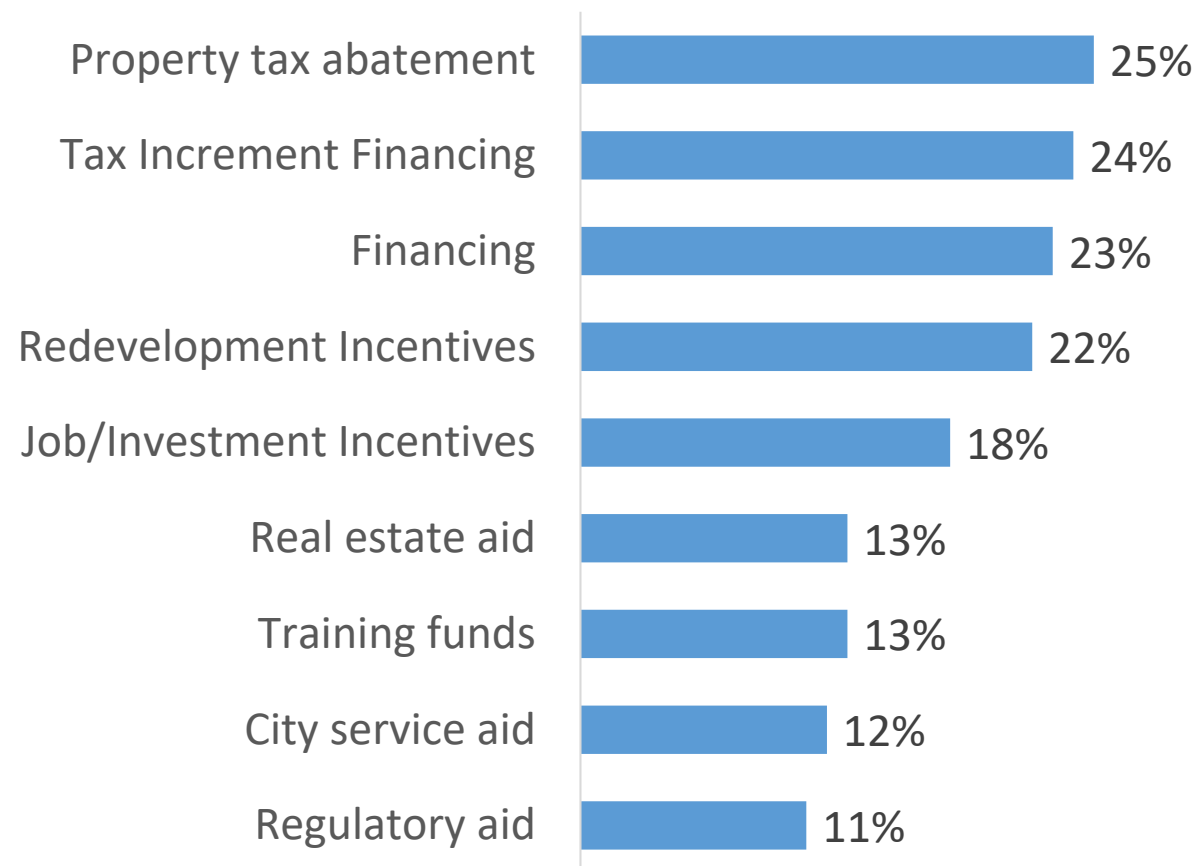 Property tax abatement 25%
Tax Increment Financing 24%
Financing 23%
Redevelopment Incentives 22%
Job/Investment Incentives 18%
Real estate aid 13%
Training funds 13%
City service aid 12%
Regulatory aid 11%